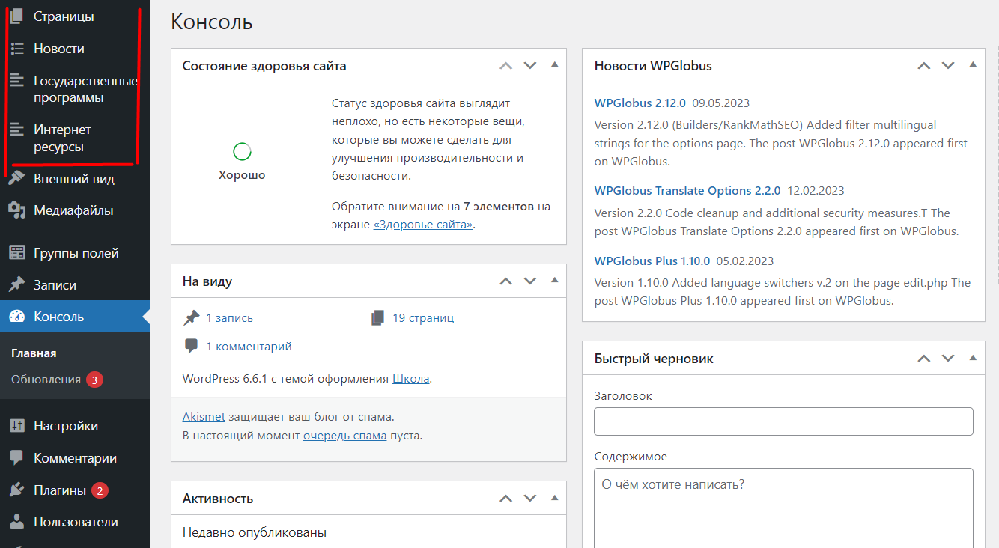 Страницы
Новости
Государственные
программы
Интернет
ресурсы
Внешний вид
Медиафайлы
Группы полей
Записи
Консоль
Главная
Обновления 3
Настройки
Комментарии
Плагины 2
Пользователи
Консоль
Состояние здоровья сайта
Хорошо
Статус здоровья сайта выглядит
неплохо, но есть некоторые вещи,
которые вы можете сделать для
улучшения производительности и
безопасности.
Обратите внимание на 7 элементов на
экране «Здоровье сайта».
На виду
1 запись
19 страниц
1 комментарий
WordPress 6.6.1 с темой оформления Школа.
Akismet защищает ваш блог от спама.
В настоящий момент очередь спама пуста.
Активность
Недавно опубликованы
Новости WPGlobus
WPGlobus 2.12.0 09.05.2023
Version 2.12.0 (Builders/RankMathSEO) Added filter multilingual
strings for the options page. The post WPGlobus 2.12.0 appeared first
on WPGlobus.
WPGlobus Translate Options 2.2.0 12.02.2023
Version 2.2.0 Code cleanup and additional security measures.T The
post WPGlobus Translate Options 2.2.0 appeared first on WPGlobus.
WPGlobus Plus 1.10.0 05.02.2023
Version 1.10.0 Added language switchers v.2 on the page edit.php The
post WPGlobus Plus 1.10.0 appeared first on WPGlobus.
Быстрый черновик
Заголовок
Содержимое
О чём хотите написать?